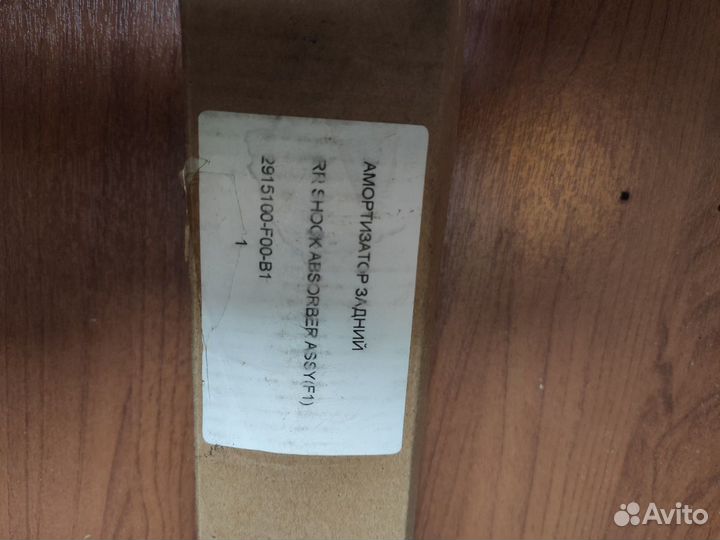 АМОРТИЗАТОР ЗАДНИЙ
RR SHOCK ABSORBER ASSY(F1)
2915100-F00-B1
1
Avito